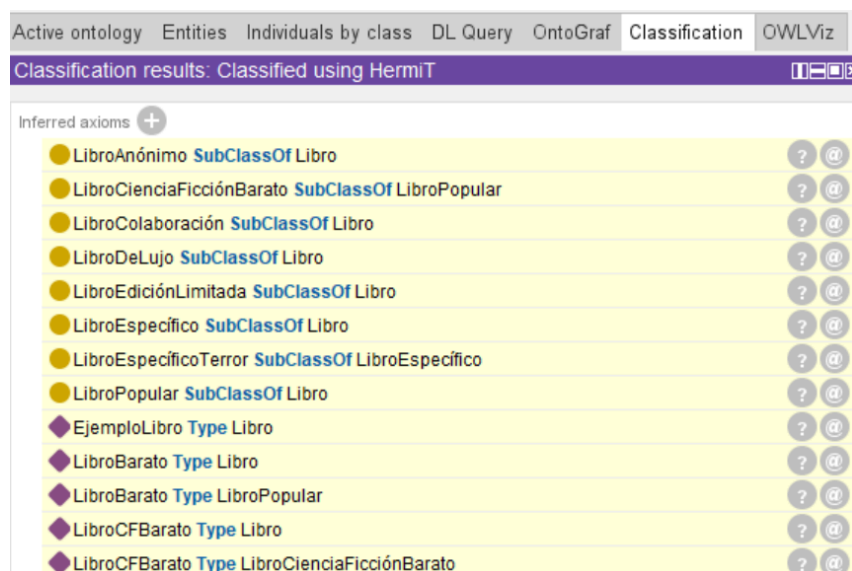 Active ontology Entities Individuals by class DL Query OntoGraf Classification OWLViz
Classification results: Classified using HermiT
Inferred axioms +
LibroAnónimo SubClassOf Libro ? @
LibroCienciaFicciónBarato SubClassOf LibroPopular ? @
LibroColaboración SubClassOf Libro ? @
LibroDeLujo SubClassOf Libro ? @
LibroEdiciónLimitada SubClassOf Libro ? @
LibroEspecífico SubClassOf Libro ? @
LibroEspecíficoTerror SubClassOf LibroEspecífico ? @
LibroPopular SubClassOf Libro ? @
EjemploLibro Type Libro ? @
LibroBarato Type Libro ? @
LibroBarato Type LibroPopular ? @
LibroCFBarato Type Libro ? @
LibroCFBarato Type LibroCienciaFicciónBarato ? @